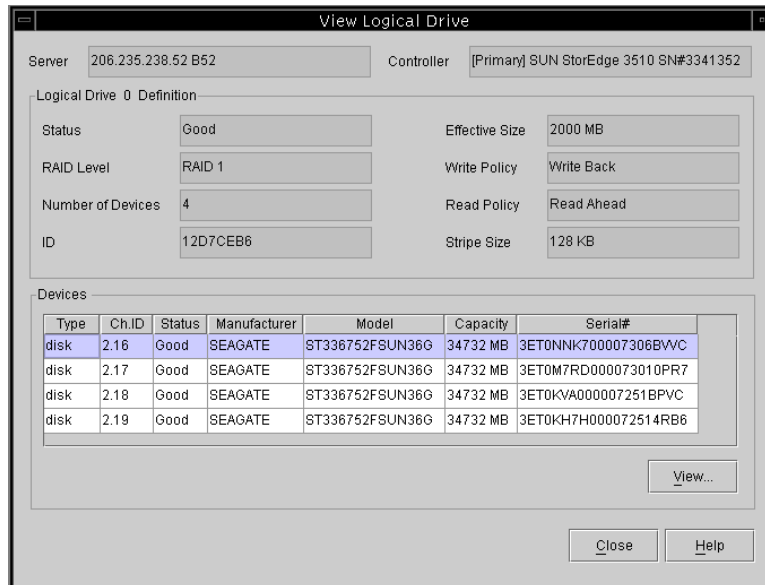 View Logical Drive
Server 206.235.238.52 B52 Controller [Primary] SUN StorEdge 3510 SN#3341352
Logical Drive 0 Definition
Status Good Effective Size 2000 MB
RAID Level RAID 1 Write Policy Write Back
Number of Devices 4 Read Policy Read Ahead
ID 12D7CEB6 Stripe Size 128 KB
Devices
Type Ch.ID Status Manufacturer Model Capacity Serial#
disk 2.16 Good SEAGATE ST336752FSUN36G 34732 MB 3ET0NNK700007306BVVC
disk 2.17 Good SEAGATE ST336752FSUN36G 34732 MB 3ET0M7RD000073010PR7
disk 2.18 Good SEAGATE ST336752FSUN36G 34732 MB 3ET0KVA000007251BPVC
disk 2.19 Good SEAGATE ST336752FSUN36G 34732 MB 3ET0KH7H000072514RB6
View...
Close Help